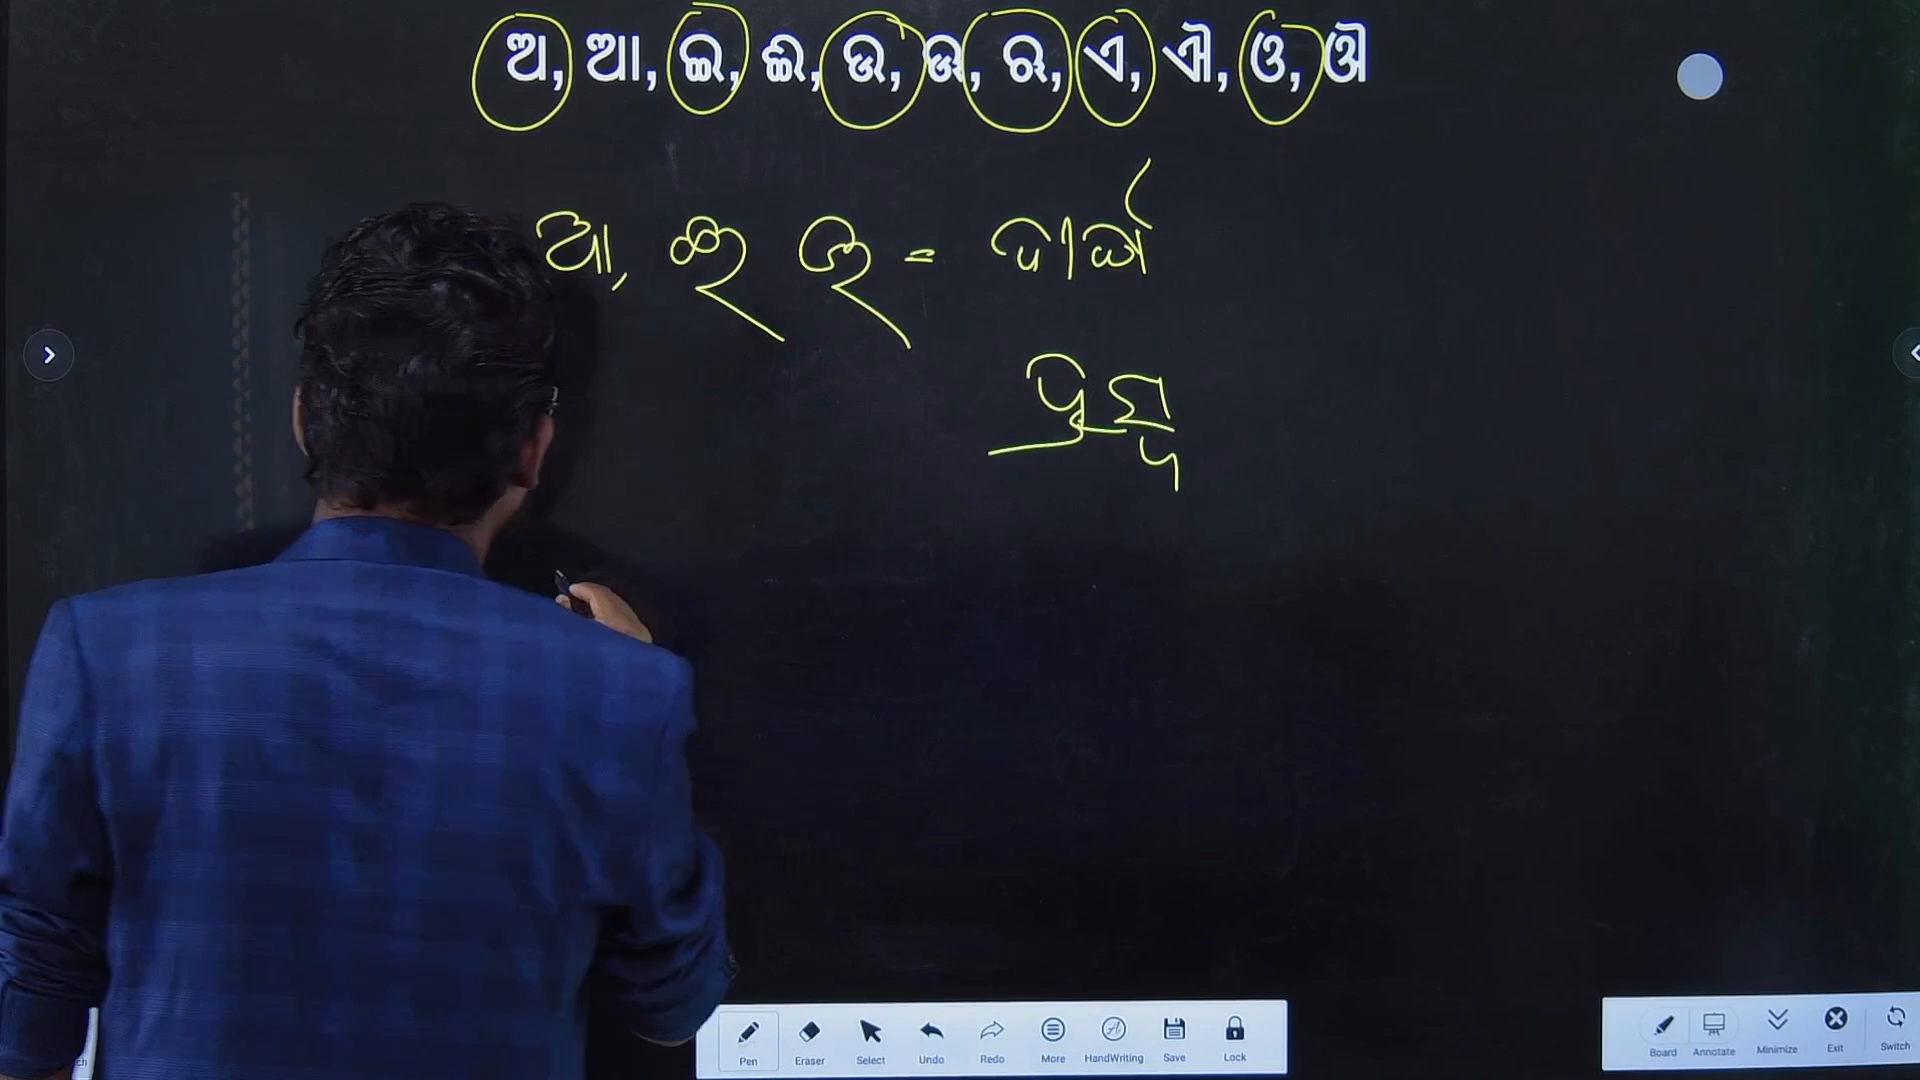 ଅ, ଆ, ଇ, ଈ, ଉ, ଊ, ଋ, ଏ, ଐ, ଓ, ଔ
ଆ, ଈ ଊ = ଦୀର୍ଘ
Pen Eraser Select Undo Redo More HandWriting Save Lock
Board Annotate Minimize Exit Switch